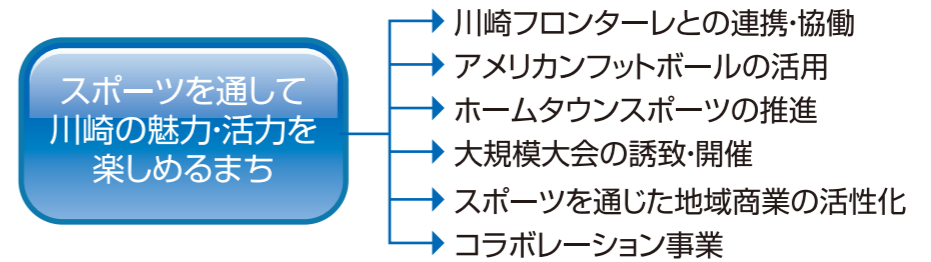 スポーツを通して
川崎の魅力･活力を
楽しめるまち
川崎フロンターレとの連携･協働
アメリカンフットボールの活用
ホームタウンスポーツの推進
大規模大会の誘致･開催
スポーツを通じた地域商業の活性化
コラボレーション事業